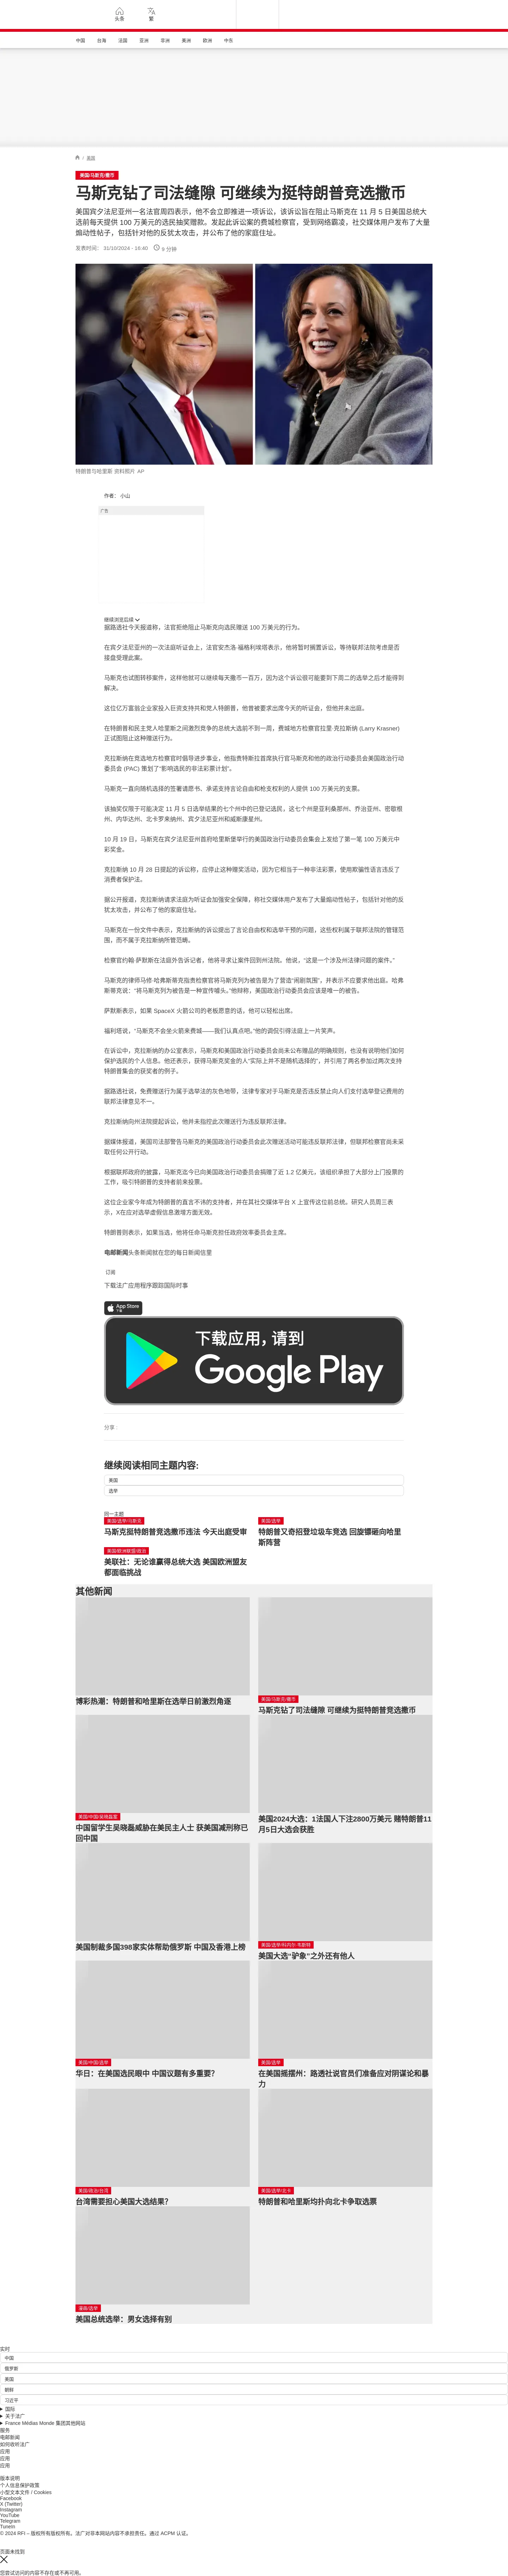 头条
繁
中国
台海
法国
亚洲
非洲
美洲
欧洲
中东
/ 美国
美国/马斯克/撒币
马斯克钻了司法缝隙 可继续为挺特朗普竞选撒币
美国宾夕法尼亚州一名法官周四表示，他不会立即推进一项诉讼，该诉讼旨在阻止马斯克在 11 月 5 日美国总统大选前每天提供 100 万美元的选民抽奖赠款。发起此诉讼案的费城检察官，受到网络霸凌，社交媒体用户发布了大量煽动性帖子，包括针对他的反犹太攻击，并公布了他的家庭住址。
发表时间： 31/10/2024 - 16:40
9 分钟
特朗普与哈里斯 资料照片 AP
作者： 小山
广告
继续浏览后续
据路透社今天报道称，法官拒绝阻止马斯克向选民赠送 100 万美元的行为。
在宾夕法尼亚州的一次法庭听证会上，法官安杰洛·福格利埃塔表示，他将暂时搁置诉讼，等待联邦法院考虑是否接盘受理此案。
马斯克也试图转移案件，这样他就可以继续每天撒币一百万，因为这个诉讼很可能要到下周二的选举之后才能得到解决。
这位亿万富翁企业家投入巨资支持共和党人特朗普，他曾被要求出席今天的听证会，但他并未出庭。
在特朗普和民主党人哈里斯之间激烈竞争的总统大选前不到一周，费城地方检察官拉里·克拉斯纳 (Larry Krasner) 正试图阻止这种赠送行为。
克拉斯纳在竞选地方检察官时倡导进步事业，他指责特斯拉首席执行官马斯克和他的政治行动委员会美国政治行动委员会 (PAC) 策划了“影响选民的非法彩票计划”。
马斯克一直向随机选择的签署请愿书、承诺支持言论自由和枪支权利的人提供 100 万美元的支票。
该抽奖仅限于可能决定 11 月 5 日选举结果的七个州中的已登记选民，这七个州是亚利桑那州、乔治亚州、密歇根州、内华达州、北卡罗来纳州、宾夕法尼亚州和威斯康星州。
10 月 19 日，马斯克在宾夕法尼亚州首府哈里斯堡举行的美国政治行动委员会集会上发给了第一笔 100 万美元中彩奖金。
克拉斯纳 10 月 28 日提起的诉讼称，应停止这种赠奖活动，因为它相当于一种非法彩票，使用欺骗性语言违反了消费者保护法。
据公开报道，克拉斯纳请求法庭为听证会加强安全保障，称社交媒体用户发布了大量煽动性帖子，包括针对他的反犹太攻击，并公布了他的家庭住址。
马斯克在一份文件中表示，克拉斯纳的诉讼提出了言论自由权和选举干预的问题，这些权利属于联邦法院的管辖范围，而不属于克拉斯纳所管范畴。
检察官约翰·萨默斯在法庭外告诉记者，他将寻求让案件回到州法院。他说，“这是一个涉及州法律问题的案件。”
马斯克的律师马修·哈弗斯蒂克指责检察官将马斯克列为被告是为了营造“闹剧氛围”，并表示不应要求他出庭。哈弗斯蒂克说：“将马斯克列为被告是一种宣传噱头。”他辩称，美国政治行动委员会应该是唯一的被告。
萨默斯表示，如果 SpaceX 火箭公司的老板愿意的话，他可以轻松出席。
福利塔说，“马斯克不会坐火箭来费城——我们认真点吧。”他的调侃引得法庭上一片笑声。
在诉讼中，克拉斯纳的办公室表示，马斯克和美国政治行动委员会尚未公布赠品的明确规则，也没有说明他们如何保护选民的个人信息。他还表示，获得马斯克奖金的人“实际上并不是随机选择的”，并引用了两名参加过两次支持特朗普集会的获奖者的例子。
据路透社说，免费赠送行为属于选举法的灰色地带，法律专家对于马斯克是否违反禁止向人们支付选举登记费用的联邦法律意见不一。
克拉斯纳向州法院提起诉讼，他并未指控此次赠送行为违反联邦法律。
据媒体报道，美国司法部警告马斯克的美国政治行动委员会此次赠送活动可能违反联邦法律，但联邦检察官尚未采取任何公开行动。
根据联邦政府的披露，马斯克迄今已向美国政治行动委员会捐赠了近 1.2 亿美元，该组织承担了大部分上门投票的工作，吸引特朗普的支持者前来投票。
这位企业家今年成为特朗普的直言不讳的支持者，并在其社交媒体平台 X 上宣传这位前总统。研究人员周三表示，X在应对选举虚假信息激增方面无效。
特朗普则表示，如果当选，他将任命马斯克担任政府效率委员会主席。
电邮新闻头条新闻就在您的每日新闻信里
订阅
下载法广应用程序跟踪国际时事
App Store 下载
下载应用，请到 Google Play
分享 :
继续阅读相同主题内容:
美国
选举
同一主题
美国/选举/马斯克
马斯克挺特朗普竞选撒币违法 今天出庭受审
美国/选举
特朗普又奇招登垃圾车竞选 回旋镖砸向哈里斯阵营
美国/欧洲联盟/政治
美联社：无论谁赢得总统大选 美国欧洲盟友都面临挑战
其他新闻
博彩热潮：特朗普和哈里斯在选举日前激烈角逐
美国/马斯克/撒币
马斯克钻了司法缝隙 可继续为挺特朗普竞选撒币
美国/中国/吴啸磊案
中国留学生吴晓磊威胁在美民主人士 获美国减刑称已回中国
美国2024大选：1法国人下注2800万美元 赌特朗普11月5日大选会获胜
美国制裁多国398家实体帮助俄罗斯 中国及香港上榜
美国/选举/科内尔·韦斯特
美国大选“驴象”之外还有他人
美国/中国/选举
华日：在美国选民眼中 中国议题有多重要?
美国/选举
在美国摇摆州：路透社说官员们准备应对阴谋论和暴力
美国/政治/台湾
台湾需要担心美国大选结果?
美国/选举/北卡
特朗普和哈里斯均扑向北卡争取选票
漫画/选举
美国总统选举：男女选择有别
实时
中国
俄罗斯
美国
朝鲜
习近平
国际
关于法广
France Médias Monde 集团其他网站
服务
电邮新闻
如何收听法广
应用
应用
应用
版本说明
个人信息保护政策
小型文本文件 / Cookies
Facebook
X (Twitter)
Instagram
YouTube
Telegram
TuneIn
© 2024 RFI – 版权所有版权所有。法广对非本网站内容不承担责任。通过 ACPM 认证。
页面未找到
您尝试访问的内容不存在或不再可用。